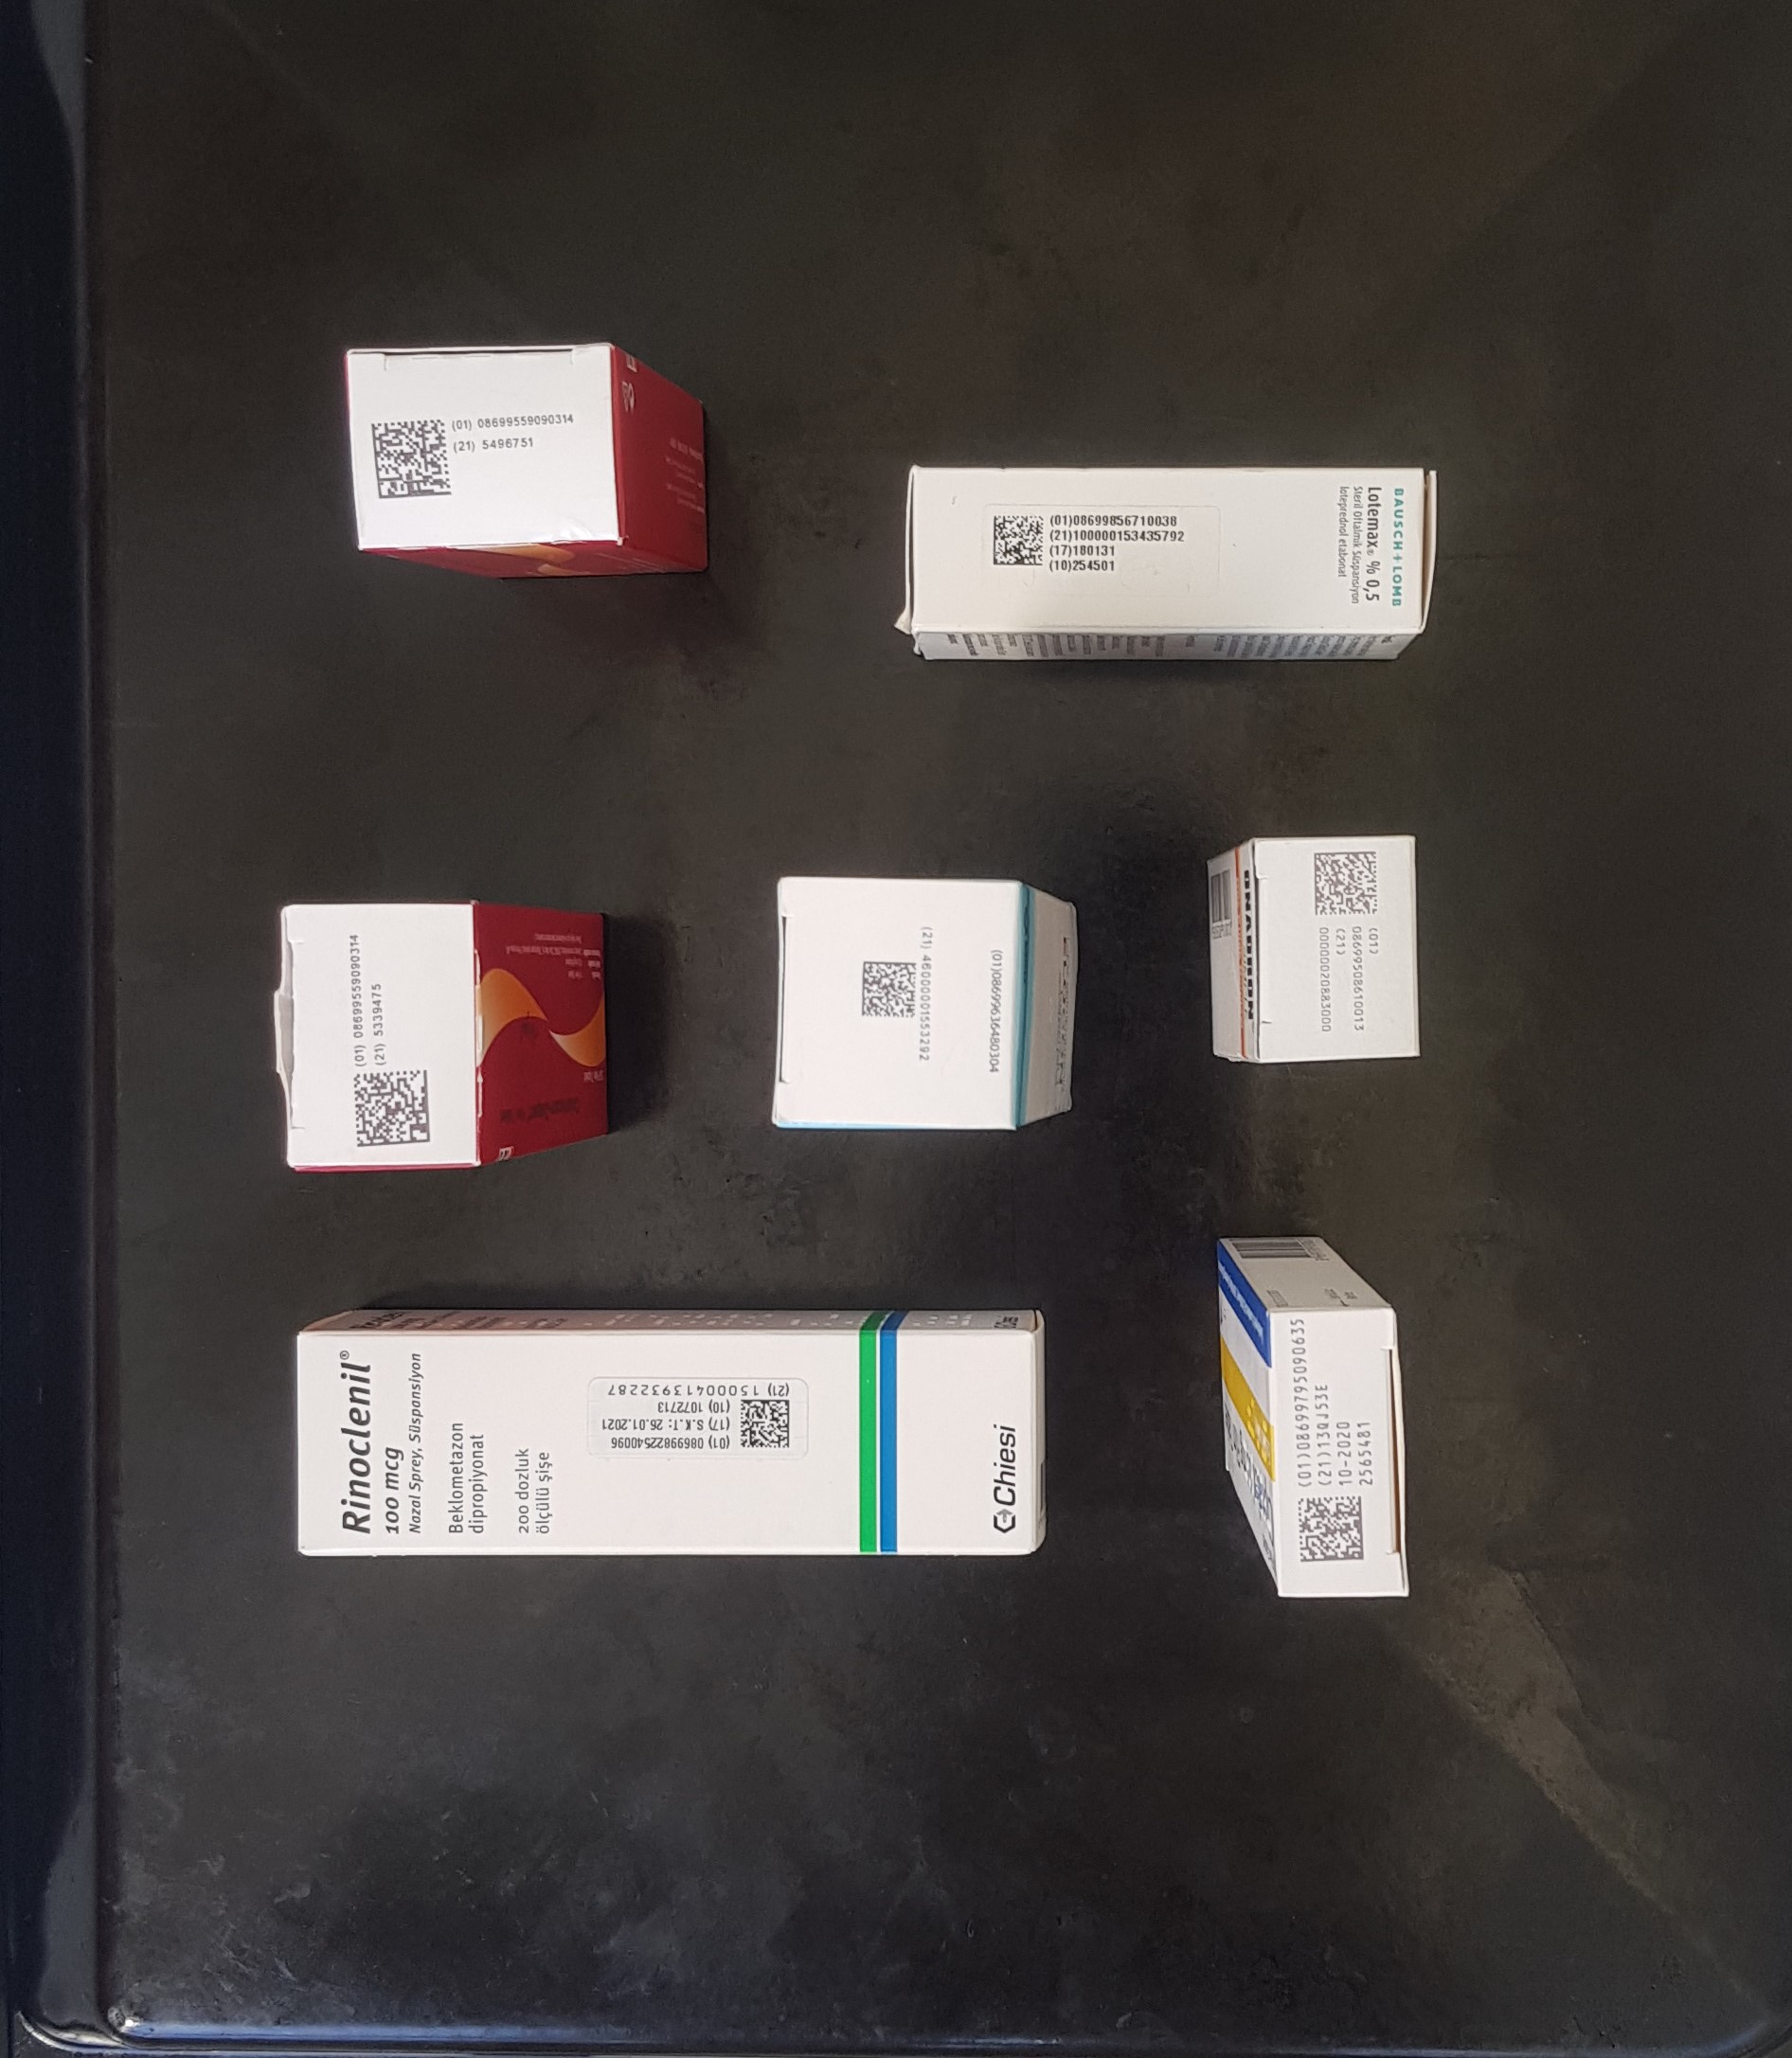 (01) 08699559090314
(21) 5496751
(01)08699856710038
(21)100000153435792
(17)180131
(10)254501
BAUSCH + LOMB
Lotemax® % 0,5
Steril Oftalmik Süspansiyon
loteprednol etabonat
(01) 08699559090314
(21) 5339475
(21) 46000001553292
(01)08699636480304
(01)
08699508610013
(21)
00000020883000
Rinoclenil®
100 mcg
Nazal Sprey, Süspansiyon
Beklometazon
dipropiyonat
200 dozluk
ölçülü şişe
(01) 08699822540096
(17) S.K.T: 26.01.2021
(10) 1072713
(21) 15000413932287
Chiesi
(01)08699795090635
(21)13QJ53E
10-2020
2565481